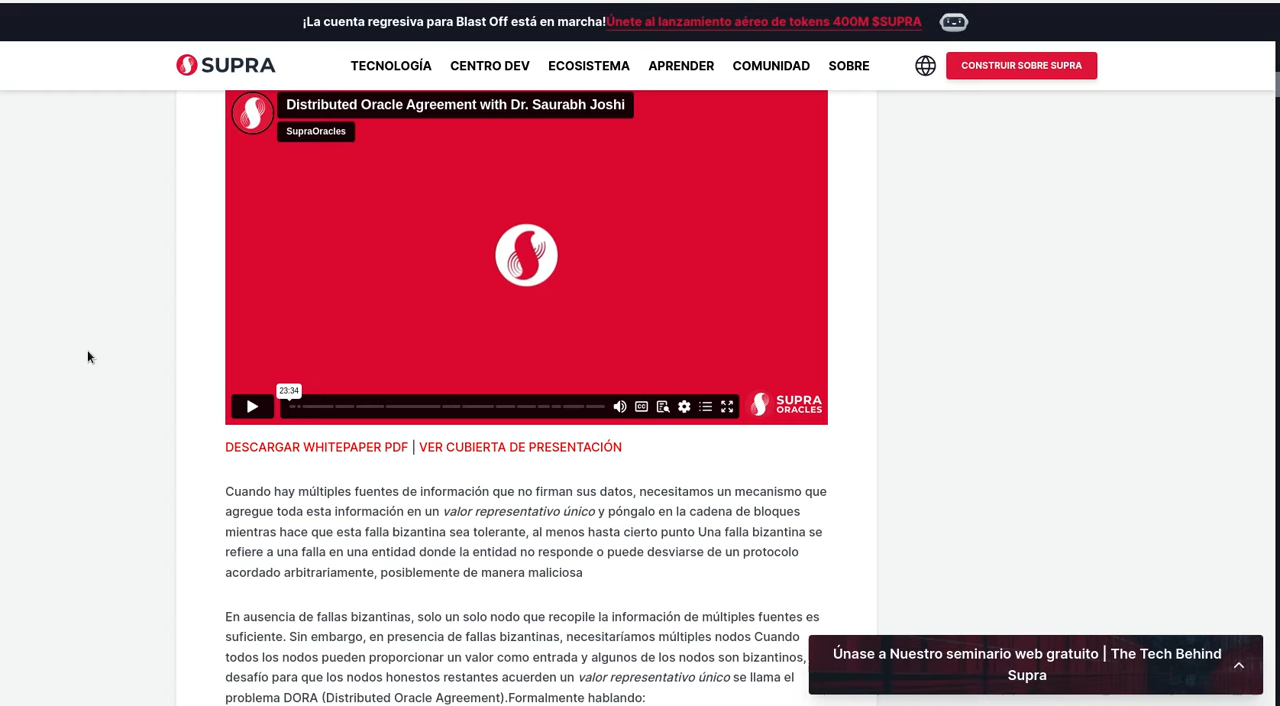 ¡La cuenta regresiva para Blast Off está en marcha!Únete al lanzamiento aéreo de tokens 400M $SUPRA
SUPRA
TECNOLOGÍA CENTRO DEV ECOSISTEMA APRENDER COMUNIDAD SOBRE
CONSTRUIR SOBRE SUPRA
Distributed Oracle Agreement with Dr. Saurabh Joshi
SupraOracles
23:34
CC
SUPRA
ORACLES
DESCARGAR WHITEPAPER PDF | VER CUBIERTA DE PRESENTACIÓN
Cuando hay múltiples fuentes de información que no firman sus datos, necesitamos un mecanismo que
agregue toda esta información en un valor representativo único y póngalo en la cadena de bloques
mientras hace que esta falla bizantina sea tolerante, al menos hasta cierto punto Una falla bizantina se
refiere a una falla en una entidad donde la entidad no responde o puede desviarse de un protocolo
acordado arbitrariamente, posiblemente de manera maliciosa
En ausencia de fallas bizantinas, solo un solo nodo que recopile la información de múltiples fuentes es
suficiente. Sin embargo, en presencia de fallas bizantinas, necesitaríamos múltiples nodos Cuando
todos los nodos pueden proporcionar un valor como entrada y algunos de los nodos son bizantinos,
desafío para que los nodos honestos restantes acuerden un valor representativo único se llama el
problema DORA (Distributed Oracle Agreement).Formalmente hablando:
Únase a Nuestro seminario web gratuito | The Tech Behind
Supra